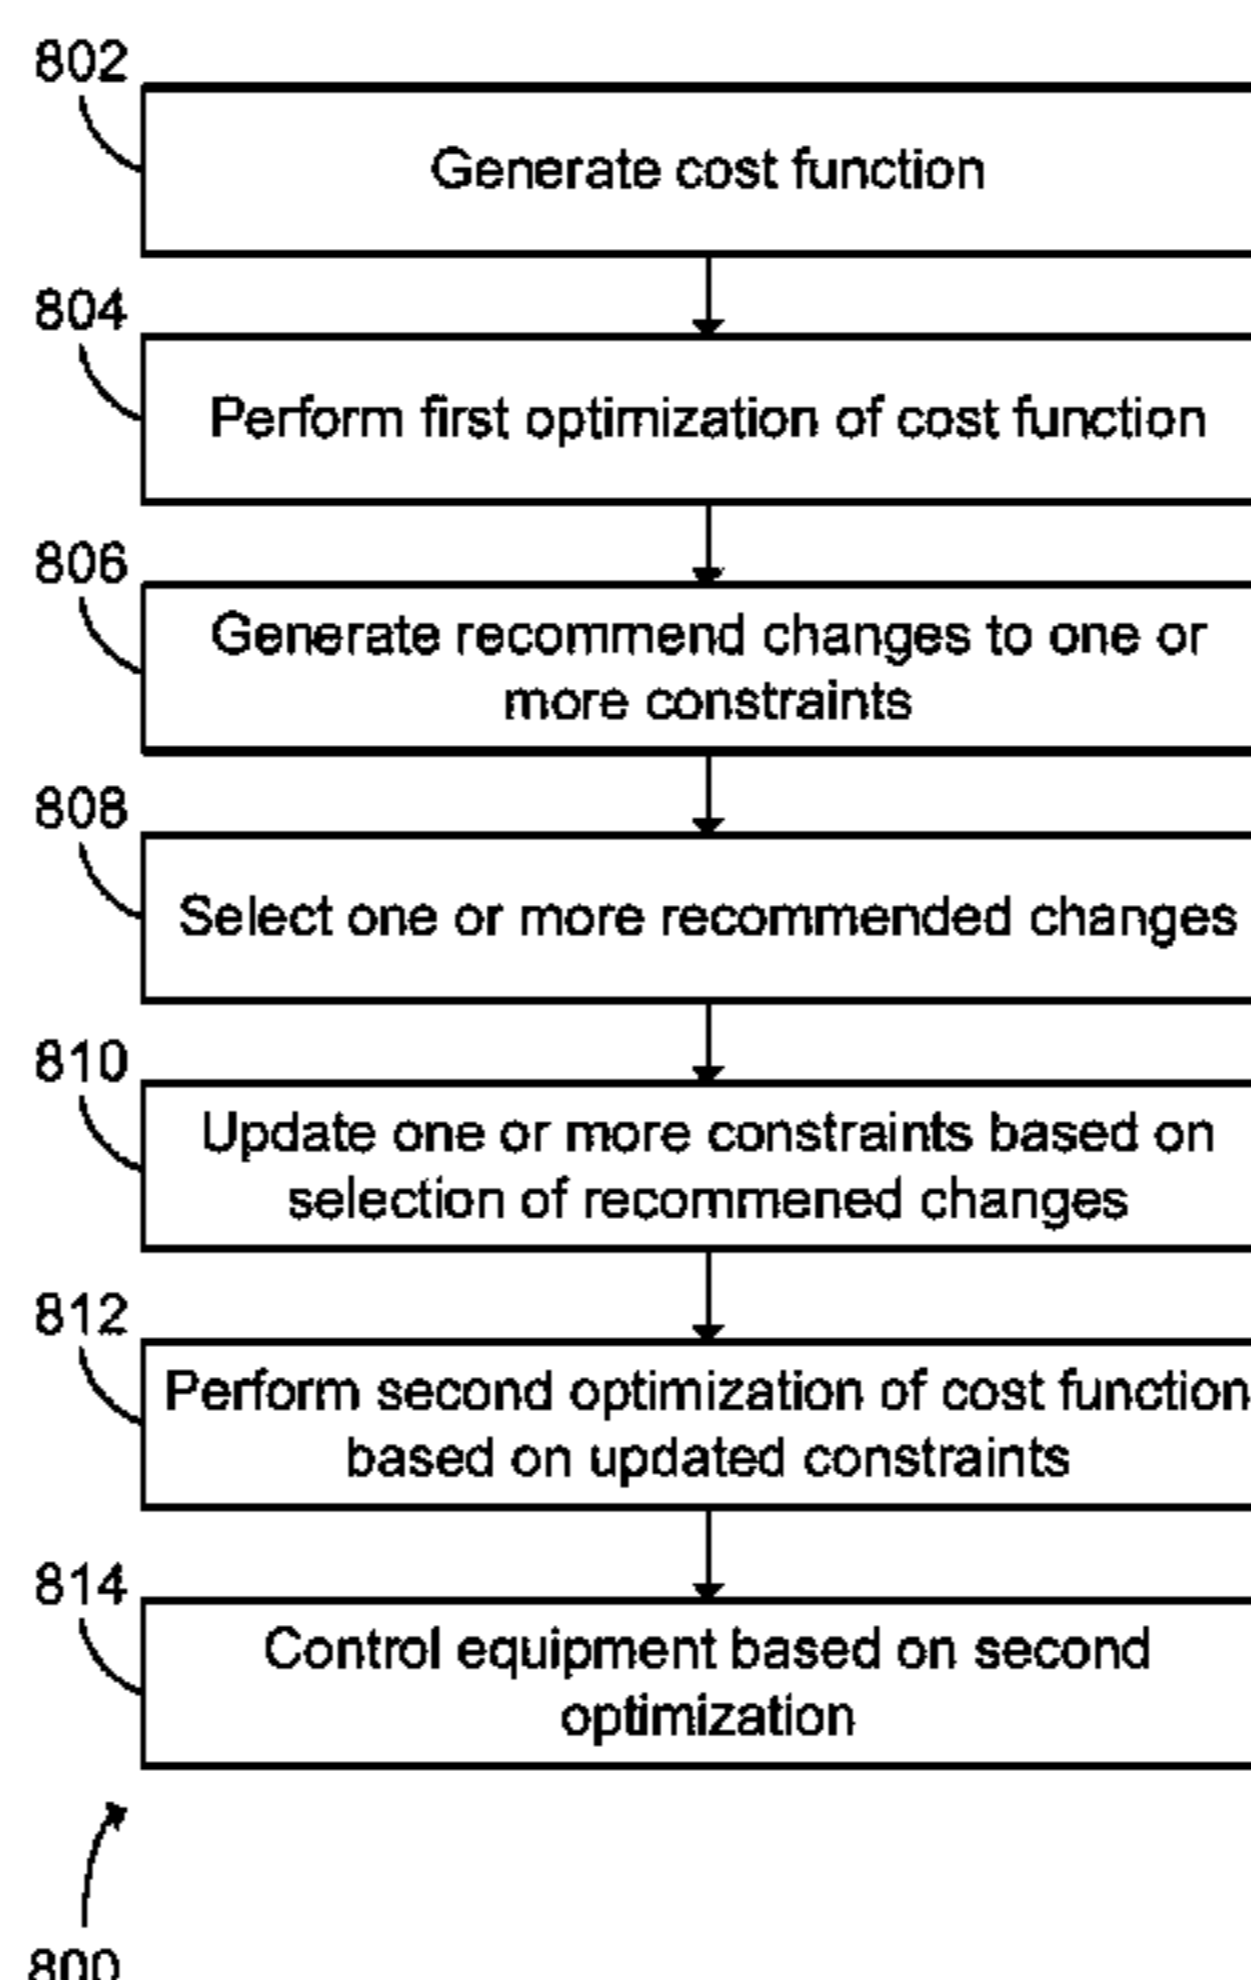 802
Generate cost function
804
Perform first optimization of cost function
806
Generate recommend changes to one or
more constraints
808
Select one or more recommended changes
810
Update one or more constraints based on
selection of recommened changes
812
Perform second optimization of cost function
based on updated constraints
814
Control equipment based on second
optimization
800